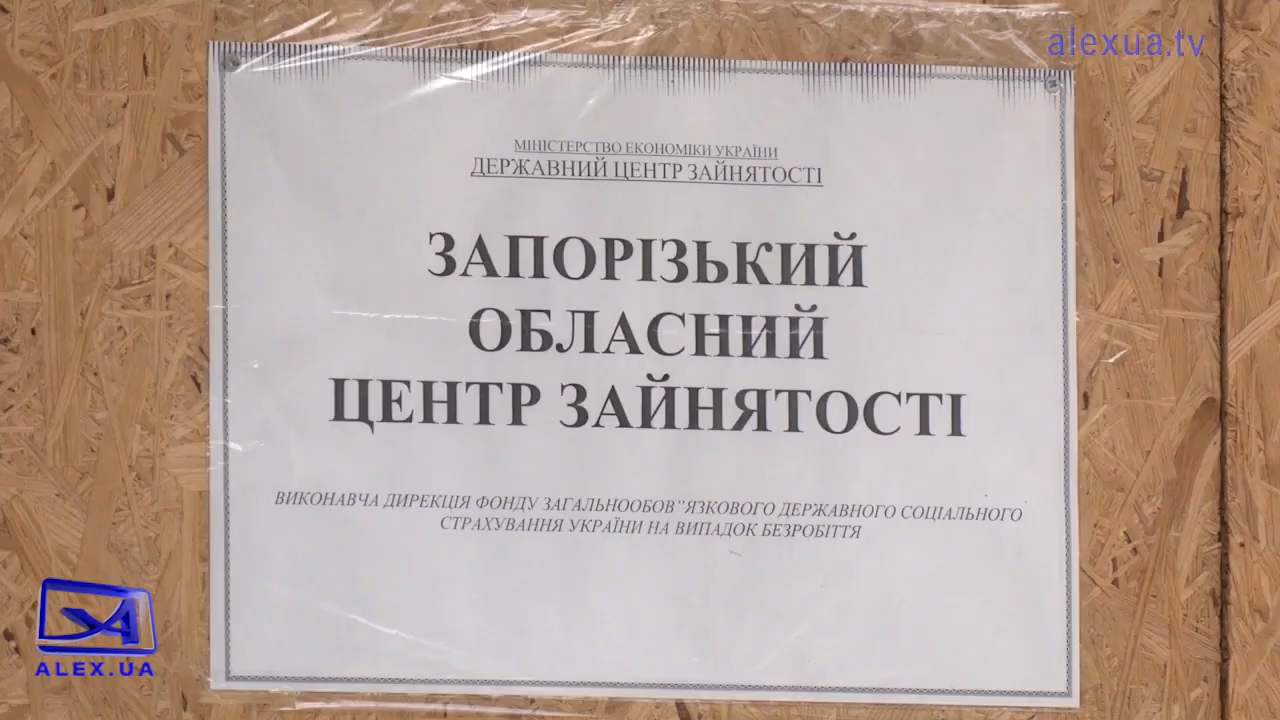 alexua.tv
МІНІСТЕРСТВО ЕКОНОМІКИ УКРАЇНИ
ДЕРЖАВНИЙ ЦЕНТР ЗАЙНЯТОСТІ
ЗАПОРІЗЬКИЙ
ОБЛАСНИЙ
ЦЕНТР ЗАЙНЯТОСТІ
ВИКОНАВЧА ДИРЕКЦІЯ ФОНДУ ЗАГАЛЬНООБОВ"ЯЗКОВОГО ДЕРЖАВНОГО СОЦІАЛЬНОГО
СТРАХУВАННЯ УКРАЇНИ НА ВИПАДОК БЕЗРОБІТТЯ
ALEX.UA